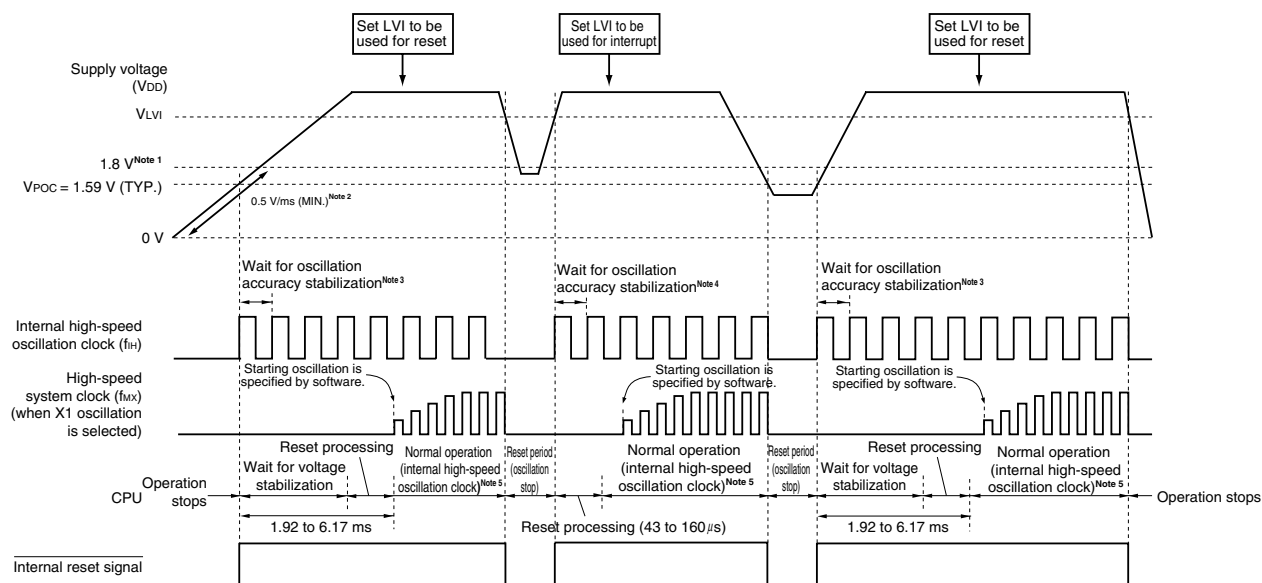 Set LVI to be
used for reset
Set LVI to be
used for interrupt
Set LVI to be
used for reset
Supply voltage
(VDD)
VLVI
1.8 V Note 1
VPOC = 1.59 V (TYP.)
0.5 V/ms (MIN.) Note 2
0 V
Wait for oscillation
accuracy stabilization Note 3
Wait for oscillation
accuracy stabilization Note 4
Wait for oscillation
accuracy stabilization Note 3
Internal high-speed
oscillation clock (fIH)
High-speed
system clock (fMX)
(when X1 oscillation
is selected)
Starting oscillation is
specified by software.
Starting oscillation is
specified by software.
Starting oscillation is
specified by software.
CPU
Operation
stops
Wait for voltage
stabilization
Reset processing
Normal operation
(internal high-speed
oscillation clock) Note 5
Reset period
(oscillation
stop)
Normal operation
(internal high-speed
oscillation clock) Note 5
Reset period
(oscillation
stop)
Wait for voltage
stabilization
Reset processing
Normal operation
(internal high-speed
oscillation clock) Note 5
Operation stops
1.92 to 6.17 ms
Reset processing (43 to 160 μs)
1.92 to 6.17 ms
Internal reset signal